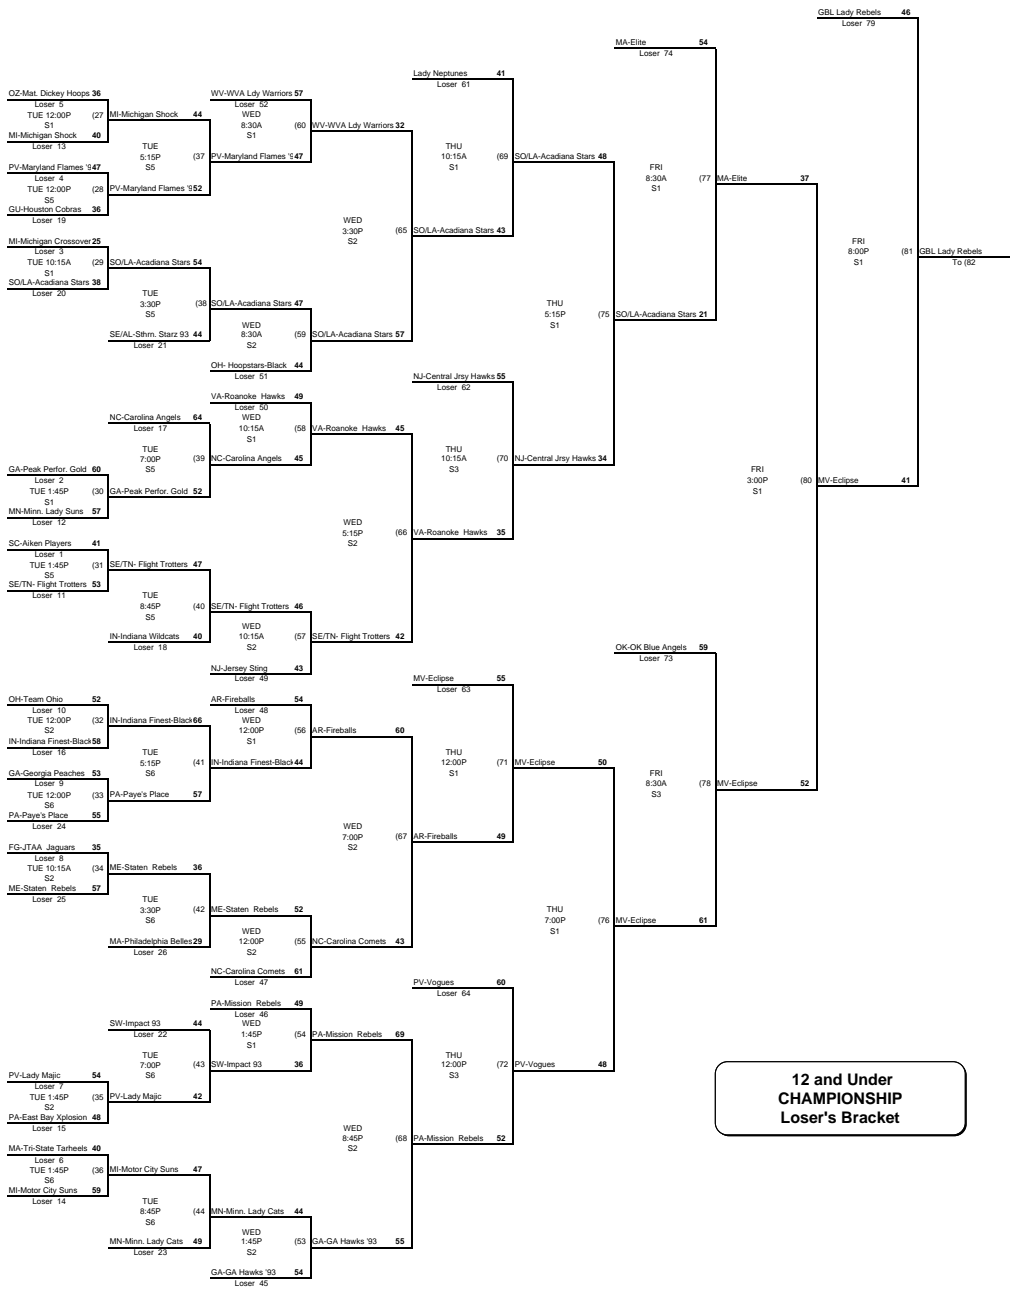 GBL Lady Rebels 46
Loser 79
MA-Elite 54
Loser 74
Lady Neptunes 41
Loser 61
OZ-Mat. Dickey Hoops 36
Loser 5
TUE 12:00P (27
S1
MI-Michigan Shock 40
Loser 13
MI-Michigan Shock 44
WV-WVA Ldy Warriors 57
Loser 52
WED
8:30A (60
S1
WV-WVA Ldy Warriors 32
TUE
5:15P (37
S5
PV-Maryland Flames '9 47
THU
10:15A (69
S1
SO/LA-Acadiana Stars 48
PV-Maryland Flames '9 47
Loser 4
TUE 12:00P (28
S5
PV-Maryland Flames '9 52
GU-Houston Cobras 36
Loser 19
FRI
8:30A (77
S1
MA-Elite 37
WED
3:30P (65
S2
SO/LA-Acadiana Stars 43
MI-Michigan Crossover 25
Loser 3
TUE 10:15A (29
S1
SO/LA-Acadiana Stars 54
SO/LA-Acadiana Stars 38
Loser 20
FRI
8:00P (81
S1
GBL Lady Rebels
To (82
TUE
3:30P (38
S5
SO/LA-Acadiana Stars 47
SE/AL-Sthrn. Starz 93 44
Loser 21
WED
8:30A (59
S2
SO/LA-Acadiana Stars 57
OH- Hoopstars-Black 44
Loser 51
THU
5:15P (75
S1
SO/LA-Acadiana Stars 21
NJ-Central Jrsy Hawks 55
Loser 62
VA-Roanoke Hawks 49
Loser 50
NC-Carolina Angels 64
Loser 17
WED
10:15A (58
S1
VA-Roanoke Hawks 45
TUE
7:00P (39
S5
NC-Carolina Angels 45
THU
10:15A (70
S3
NJ-Central Jrsy Hawks 34
GA-Peak Perfor. Gold 60
Loser 2
TUE 1:45P (30
S1
GA-Peak Perfor. Gold 52
MN-Minn. Lady Suns 57
Loser 12
FRI
3:00P (80
S1
MV-Eclipse 41
WED
5:15P (66
S2
VA-Roanoke Hawks 35
SC-Aiken Players 41
Loser 1
TUE 1:45P (31
S5
SE/TN- Flight Trotters 47
SE/TN- Flight Trotters 53
Loser 11
TUE
8:45P (40
S5
SE/TN- Flight Trotters 46
IN-Indiana Wildcats 40
Loser 18
WED
10:15A (57
S2
SE/TN- Flight Trotters 42
NJ-Jersey Sting 43
Loser 49
OK-OK Blue Angels 59
Loser 73
MV-Eclipse 55
Loser 63
OH-Team Ohio 52
Loser 10
TUE 12:00P (32
S2
IN-Indiana Finest-Black 66
IN-Indiana Finest-Black 58
Loser 16
AR-Fireballs 54
Loser 48
WED
12:00P (56
S1
AR-Fireballs 60
TUE
5:15P (41
S6
IN-Indiana Finest-Black 44
THU
12:00P (71
S1
MV-Eclipse 50
FRI
8:30A (78
S3
MV-Eclipse 52
GA-Georgia Peaches 53
Loser 9
TUE 12:00P (33
S6
PA-Paye's Place 57
PA-Paye's Place 55
Loser 24
WED
7:00P (67
S2
AR-Fireballs 49
FG-JTAA Jaguars 35
Loser 8
TUE 10:15A (34
S2
ME-Staten Rebels 36
ME-Staten Rebels 57
Loser 25
TUE
3:30P (42
S6
ME-Staten Rebels 52
MA-Philadelphia Belles 29
Loser 26
WED
12:00P (55
S2
NC-Carolina Comets 43
NC-Carolina Comets 61
Loser 47
THU
7:00P (76
S1
MV-Eclipse 61
PV-Vogues 60
Loser 64
PA-Mission Rebels 49
Loser 46
SW-Impact 93 44
Loser 22
WED
1:45P (54
S1
PA-Mission Rebels 69
TUE
7:00P (43
S6
SW-Impact 93 36
THU
12:00P (72
S3
PV-Vogues 48
PV-Lady Majic 54
Loser 7
TUE 1:45P (35
S2
PV-Lady Majic 42
PA-East Bay Xplosion 48
Loser 15
12 and Under
CHAMPIONSHIP
Loser's Bracket
WED
8:45P (68
S2
PA-Mission Rebels 52
MA-Tri-State Tarheels 40
Loser 6
TUE 1:45P (36
S6
MI-Motor City Suns 47
MI-Motor City Suns 59
Loser 14
TUE
8:45P (44
S6
MN-Minn. Lady Cats 44
MN-Minn. Lady Cats 49
Loser 23
WED
1:45P (53
S2
GA-GA Hawks '93 55
GA-GA Hawks '93 54
Loser 45